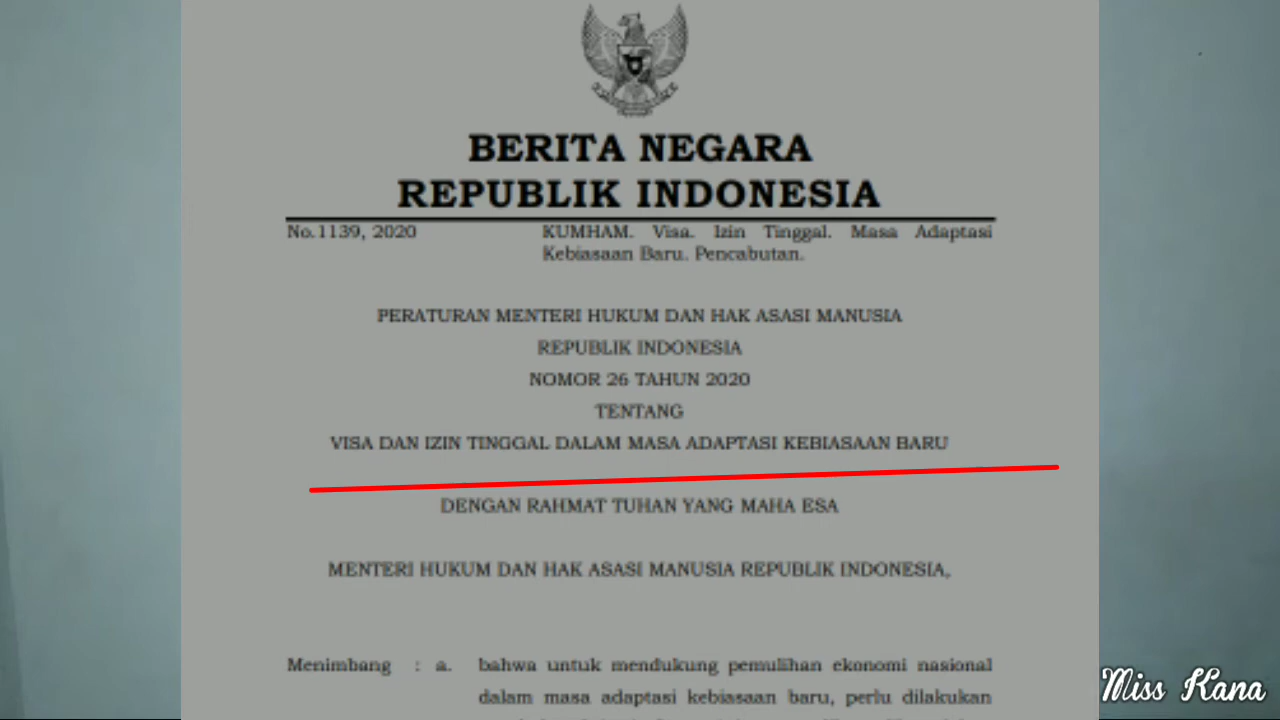 BERITA NEGARA
REPUBLIK INDONESIA
No.1139, 2020
KUMHAM. Visa. Izin Tinggal. Masa Adaptasi
Kebiasaan Baru. Pencabutan.
PERATURAN MENTERI HUKUM DAN HAK ASASI MANUSIA
REPUBLIK INDONESIA
NOMOR 26 TAHUN 2020
TENTANG
VISA DAN IZIN TINGGAL DALAM MASA ADAPTASI KEBIASAAN BARU
DENGAN RAHMAT TUHAN YANG MAHA ESA
MENTERI HUKUM DAN HAK ASASI MANUSIA REPUBLIK INDONESIA,
Menimbang : a. bahwa untuk mendukung pemulihan ekonomi nasional
dalam masa adaptasi kebiasaan baru, perlu dilakukan
Miss Kana